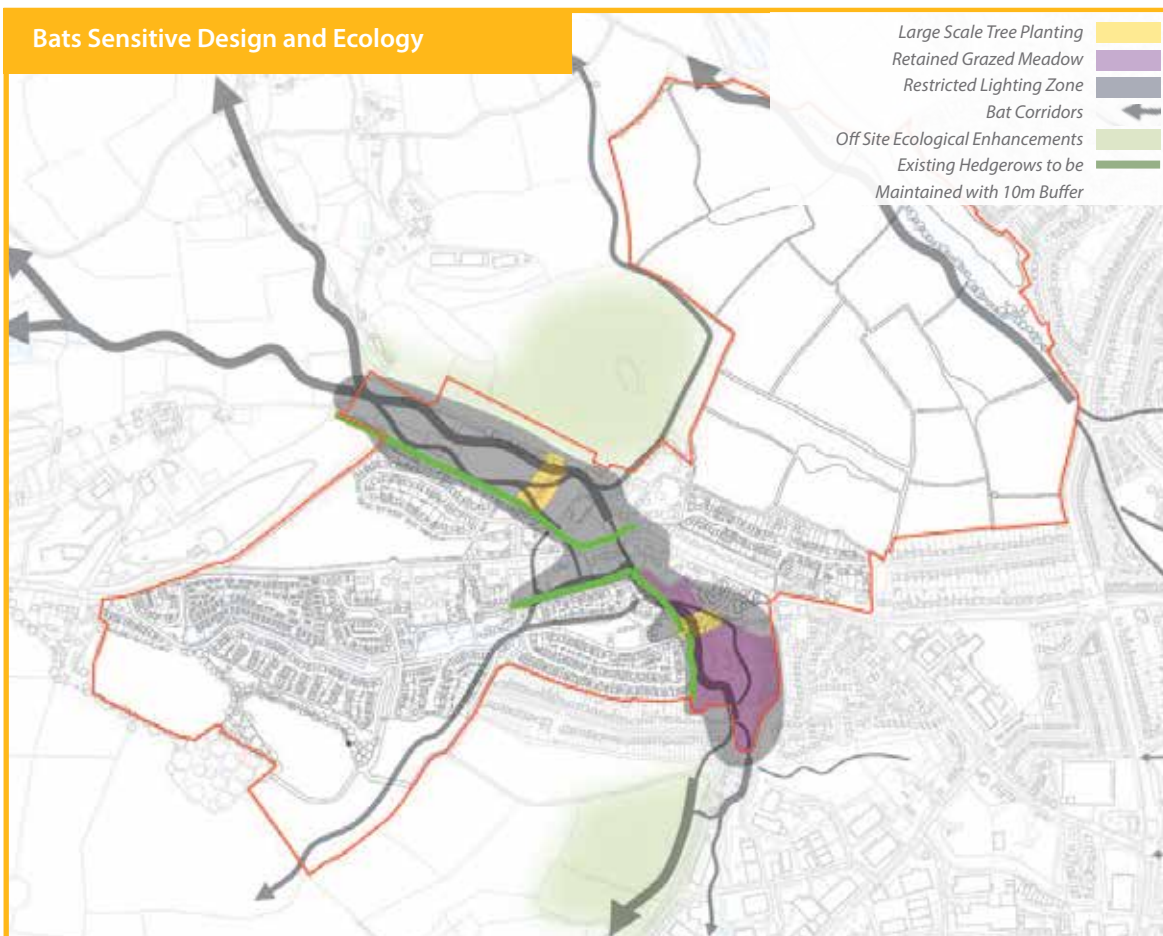 Bats Sensitive Design and Ecology
Large Scale Tree Planting
Retained Grazed Meadow
Restricted Lighting Zone
Bat Corridors
Off Site Ecological Enhancements
Existing Hedgerows to be
Maintained with 10m Buffer